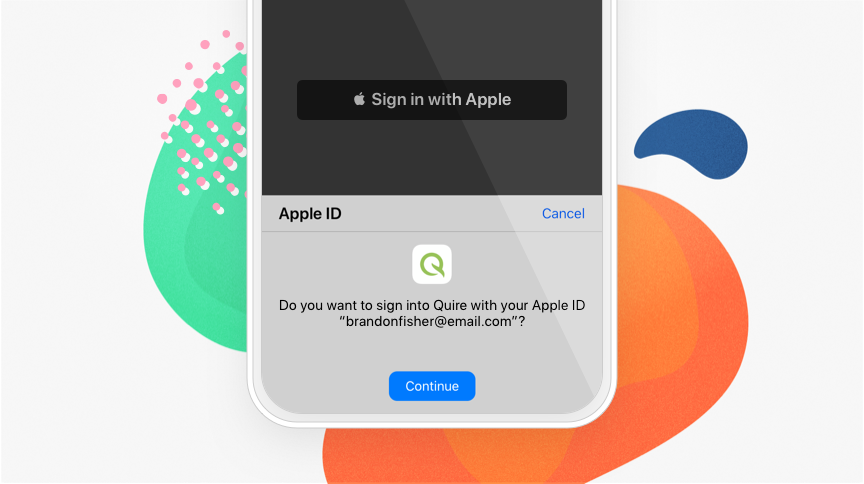 Sign in with Apple
Apple ID
Cancel
Do you want to sign into Quire with your Apple ID
“brandonfisher@email.com”?
Continue